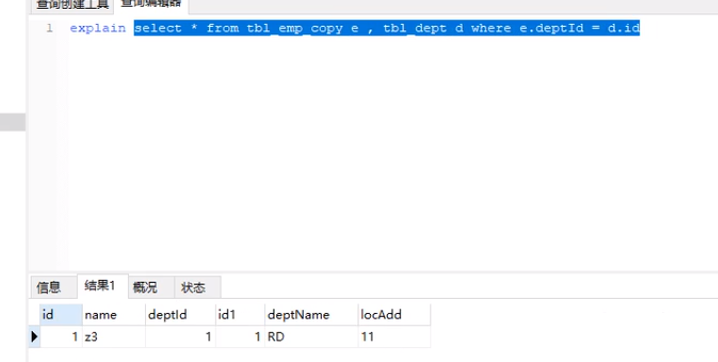 查询创建工具 查询编辑器
1 explain select * from tbl_emp_copy e , tbl_dept d where e.deptId = d.id
信息 结果1 概况 状态
id name deptId id1 deptName locAdd
1 z3 1 1 RD 11